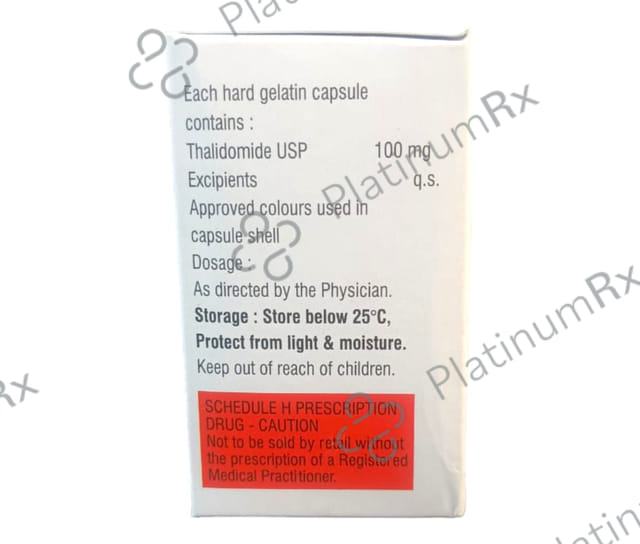 PlatinumRx
Each hard gelatin capsule
contains :
Thalidomide USP 100 mg
Excipients q.s.
Approved colours used in
capsule shell
Dosage :
As directed by the Physician.
Storage : Store below 25°C,
Protect from light & moisture.
Keep out of reach of children.
SCHEDULE H PRESCRIPTION
DRUG - CAUTION
Not to be sold by retail without
the prescription of a Registered
Medical Practitioner.
PlatinumRx
PlatinumRx
Rx
atin